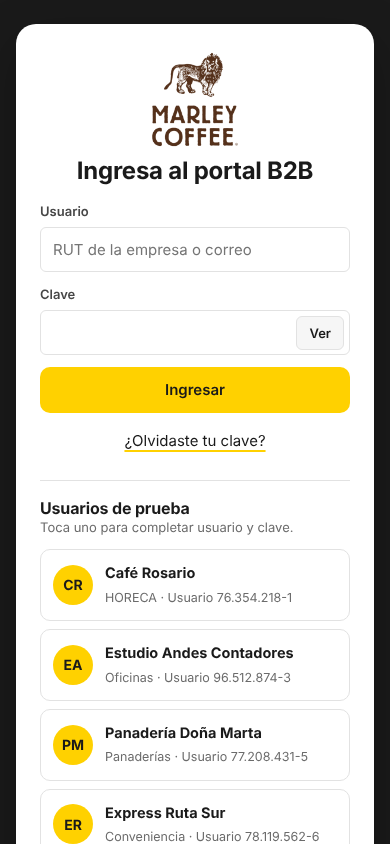 MARLEY
COFFEE
Ingresa al portal B2B
Usuario
RUT de la empresa o correo
Clave
Ver
Ingresar
¿Olvidaste tu clave?
Usuarios de prueba
Toca uno para completar usuario y clave.
CR
Café Rosario
HORECA · Usuario 76.354.218-1
EA
Estudio Andes Contadores
Oficinas · Usuario 96.512.874-3
PM
Panadería Doña Marta
Panaderías · Usuario 77.208.431-5
ER
Express Ruta Sur
Conveniencia · Usuario 78.119.562-6